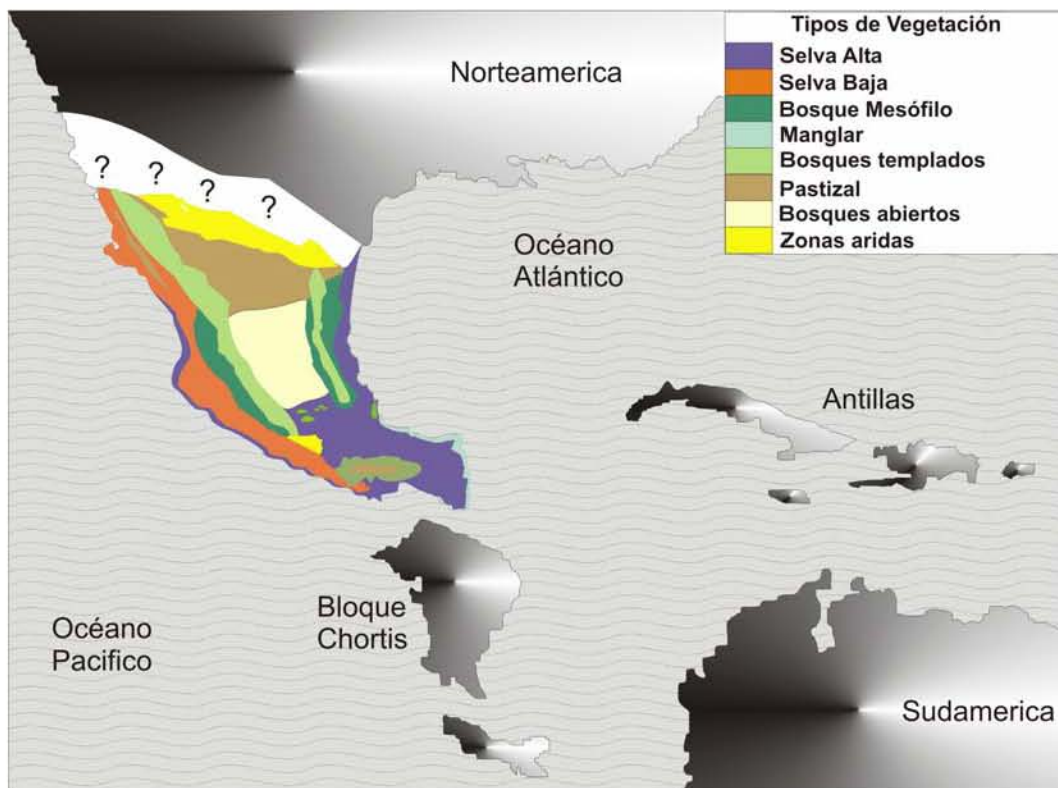 Norteamerica
Tipos de Vegetación
Selva Alta
Selva Baja
Bosque Mesófilo
Manglar
Bosques templados
Pastizal
Bosques abiertos
Zonas aridas
? ? ? ?
Océano
Atlántico
Antillas
Bloque
Chortis
Océano
Pacifico
Sudamerica